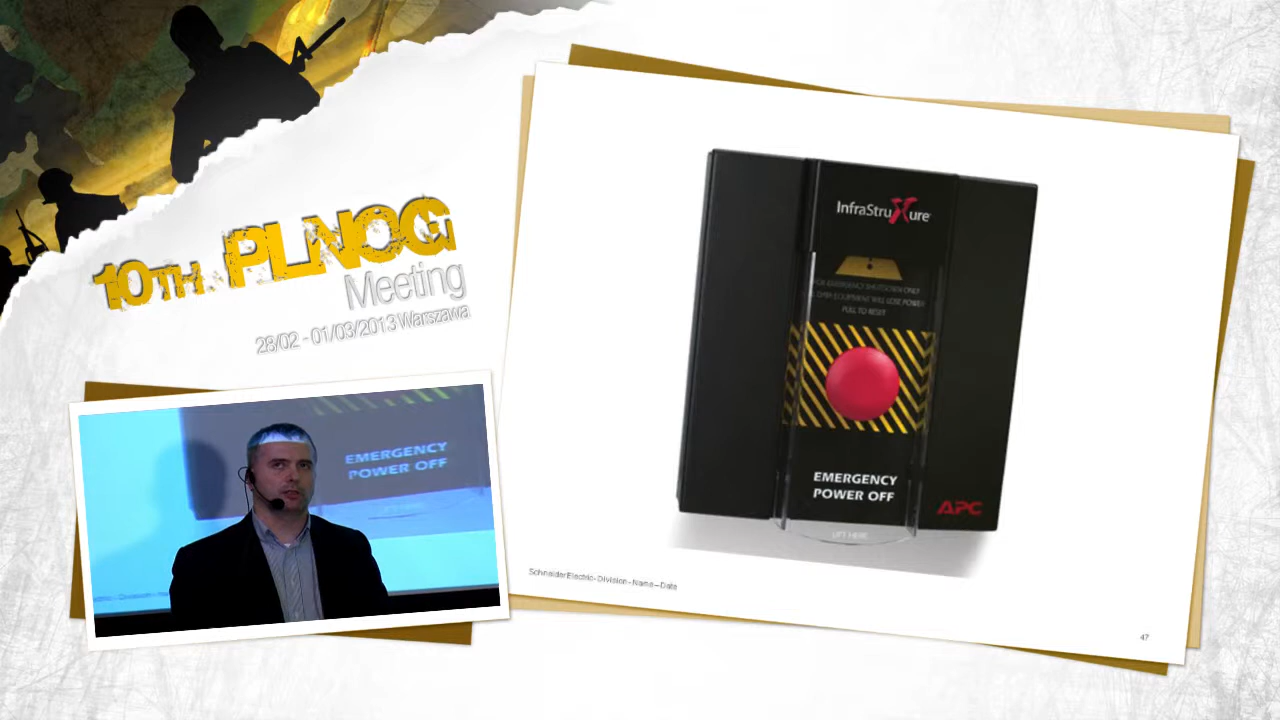 10TH PLNOG
Meeting
28/02 - 01/03/2013 Warszawa
InfraStruXure
FOR EMERGENCY SHUTDOWN ONLY
DATA EQUIPMENT WILL LOSE POWER
PULL TO RESET
EMERGENCY
POWER OFF
APC
LIFT HERE
Schneider Electric - Division - Name – Date
47
EMERGENCY
POWER OFF